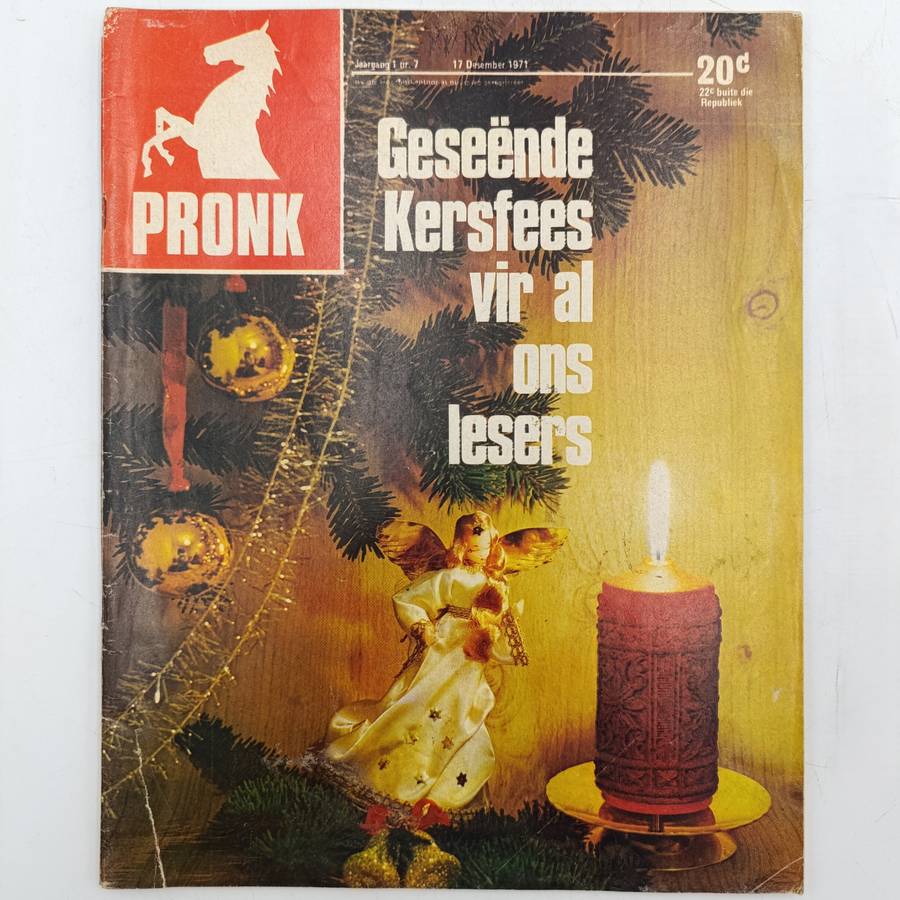 PRONK
Jaargang 1 nr. 7 17 Desember 1971
20c
22c buite die
Republiek
Geseënde
Kersfees
vir al
ons
lesers